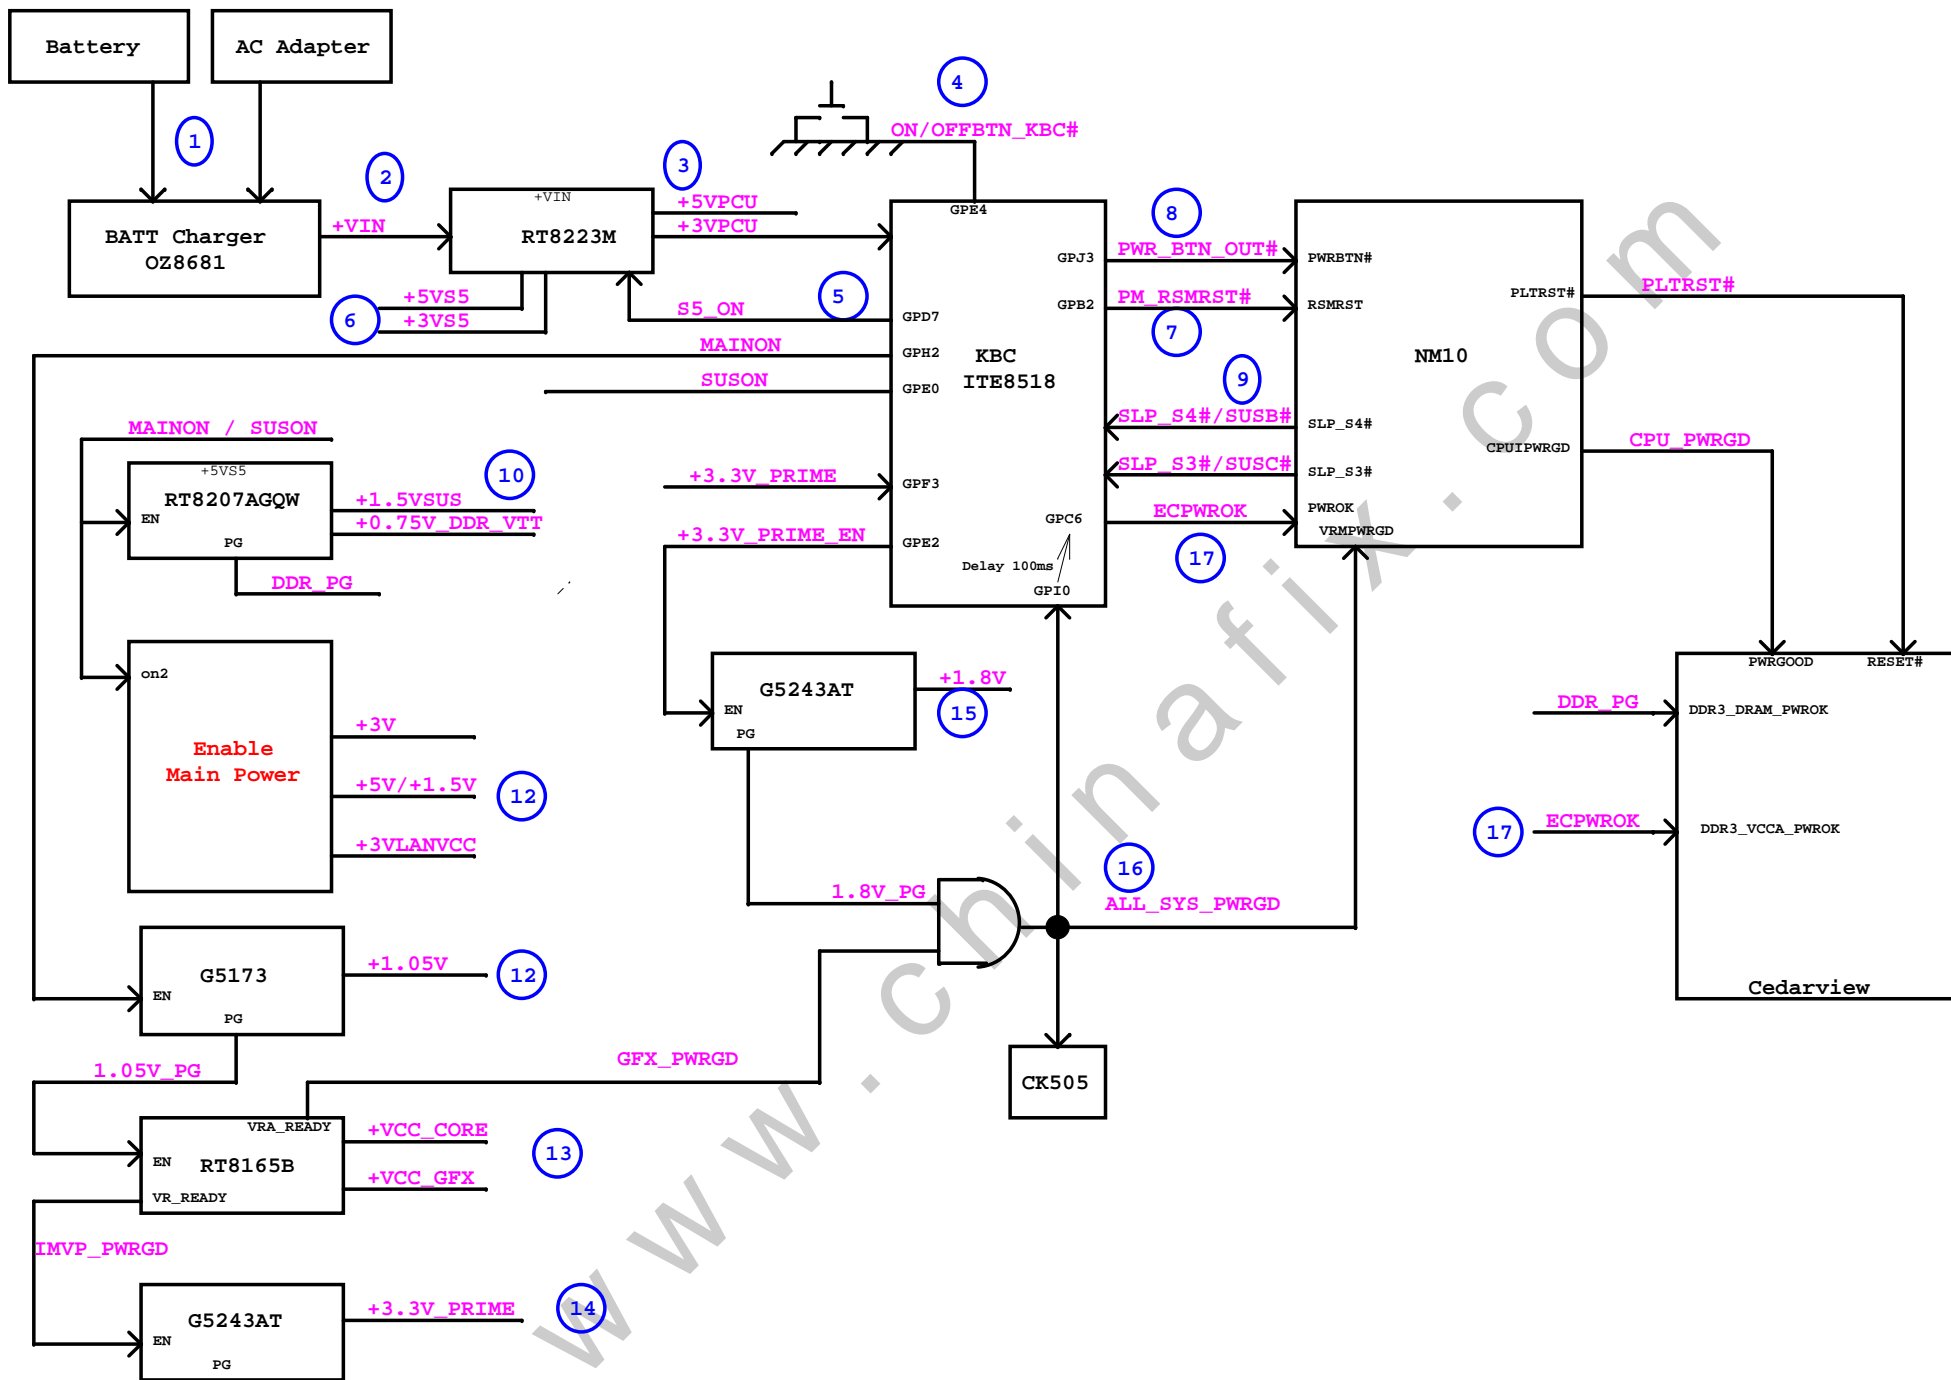 Battery
AC Adapter
1
BATT Charger
OZ8681
2
+VIN
+VIN
RT8223M
3
+5VPCU
+3VPCU
4
ON/OFFBTN_KBC#
5
S5_ON
6
+5VS5
+3VS5
MAINON
SUSON
GPE4
GPJ3
GPB2
GPD7
GPH2
GPE0
KBC
ITE8518
GPF3
GPC6
GPE2
Delay 100ms
GPI0
+3.3V_PRIME
+3.3V_PRIME_EN
8
PWR_BTN_OUT#
PM_RSMRST#
7
9
SLP_S4#/SUSB#
SLP_S3#/SUSC#
ECPWROK
17
PWRBTN#
RSMRST
PLTRST#
NM10
SLP_S4#
CPUIPWRGD
SLP_S3#
PWROK
VRMPWRGD
PLTRST#
CPU_PWRGD
MAINON / SUSON
+5VS5
RT8207AGQW
EN
PG
10
+1.5VSUS
+0.75V_DDR_VTT
DDR_PG
on2
Enable
Main Power
+3V
+5V/+1.5V
12
+3VLANVCC
G5243AT
EN
PG
+1.8V
15
1.8V_PG
16
ALL_SYS_PWRGD
CK505
PWRGOOD
RESET#
DDR_PG
DDR3_DRAM_PWROK
17
ECPWROK
DDR3_VCCA_PWROK
Cedarview
G5173
EN
PG
+1.05V
12
1.05V_PG
GFX_PWRGD
VRA_READY
EN
RT8165B
VR_READY
+VCC_CORE
+VCC_GFX
13
IMVP_PWRGD
G5243AT
EN
PG
+3.3V_PRIME
14
www.chinafix.com